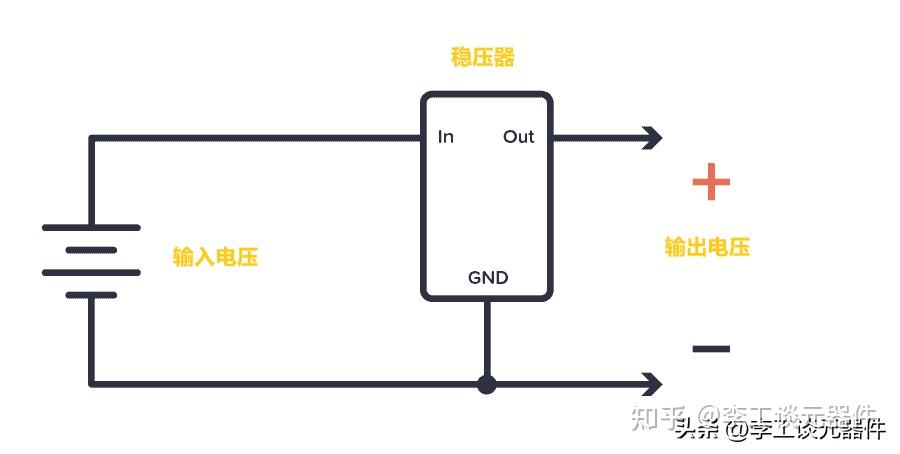 稳压器
In
Out
输入电压
输出电压
GND
知乎 @李工谈元器件
头条 @李工谈元器件